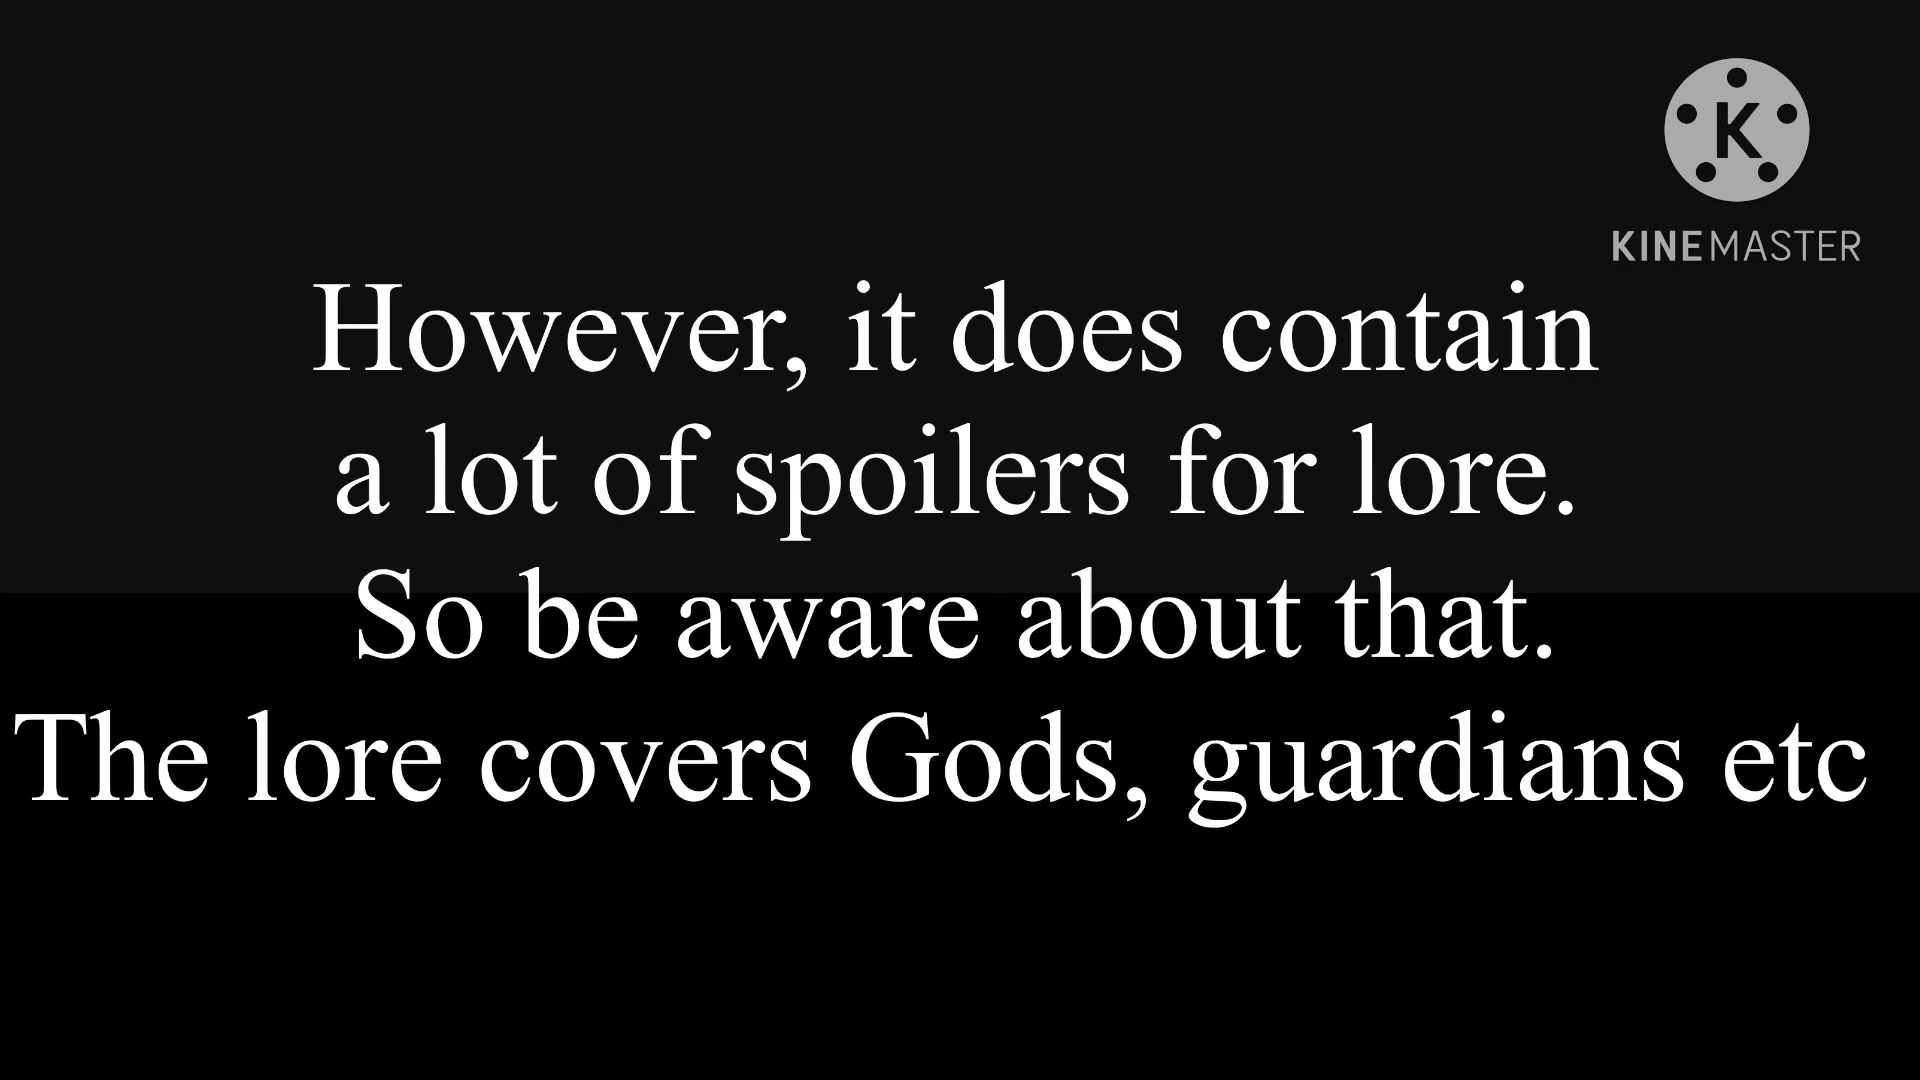 K
KINEMASTER
However, it does contain
a lot of spoilers for lore.
So be aware about that.
The lore covers Gods, guardians etc